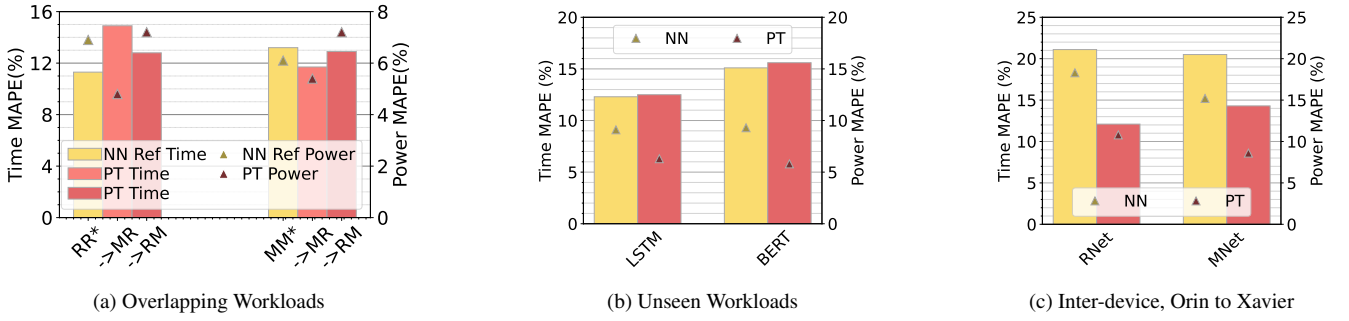 Time MAPE(%)
16
12
8
4
0
8
6
4
2
0
Power MAPE(%)
NN Ref Time
PT Time
PT Time
NN Ref Power
PT Power
RR*
->MR
->RM
MM*
->MR
->RM
(a) Overlapping Workloads
Time MAPE (%)
20
15
10
5
0
20
15
10
5
0
Power MAPE (%)
NN PT
LSTM
BERT
(b) Unseen Workloads
Time MAPE (%)
25
20
15
10
5
0
25
20
15
10
5
0
Power MAPE (%)
NN PT
RNet
MNet
(c) Inter-device, Orin to Xavier